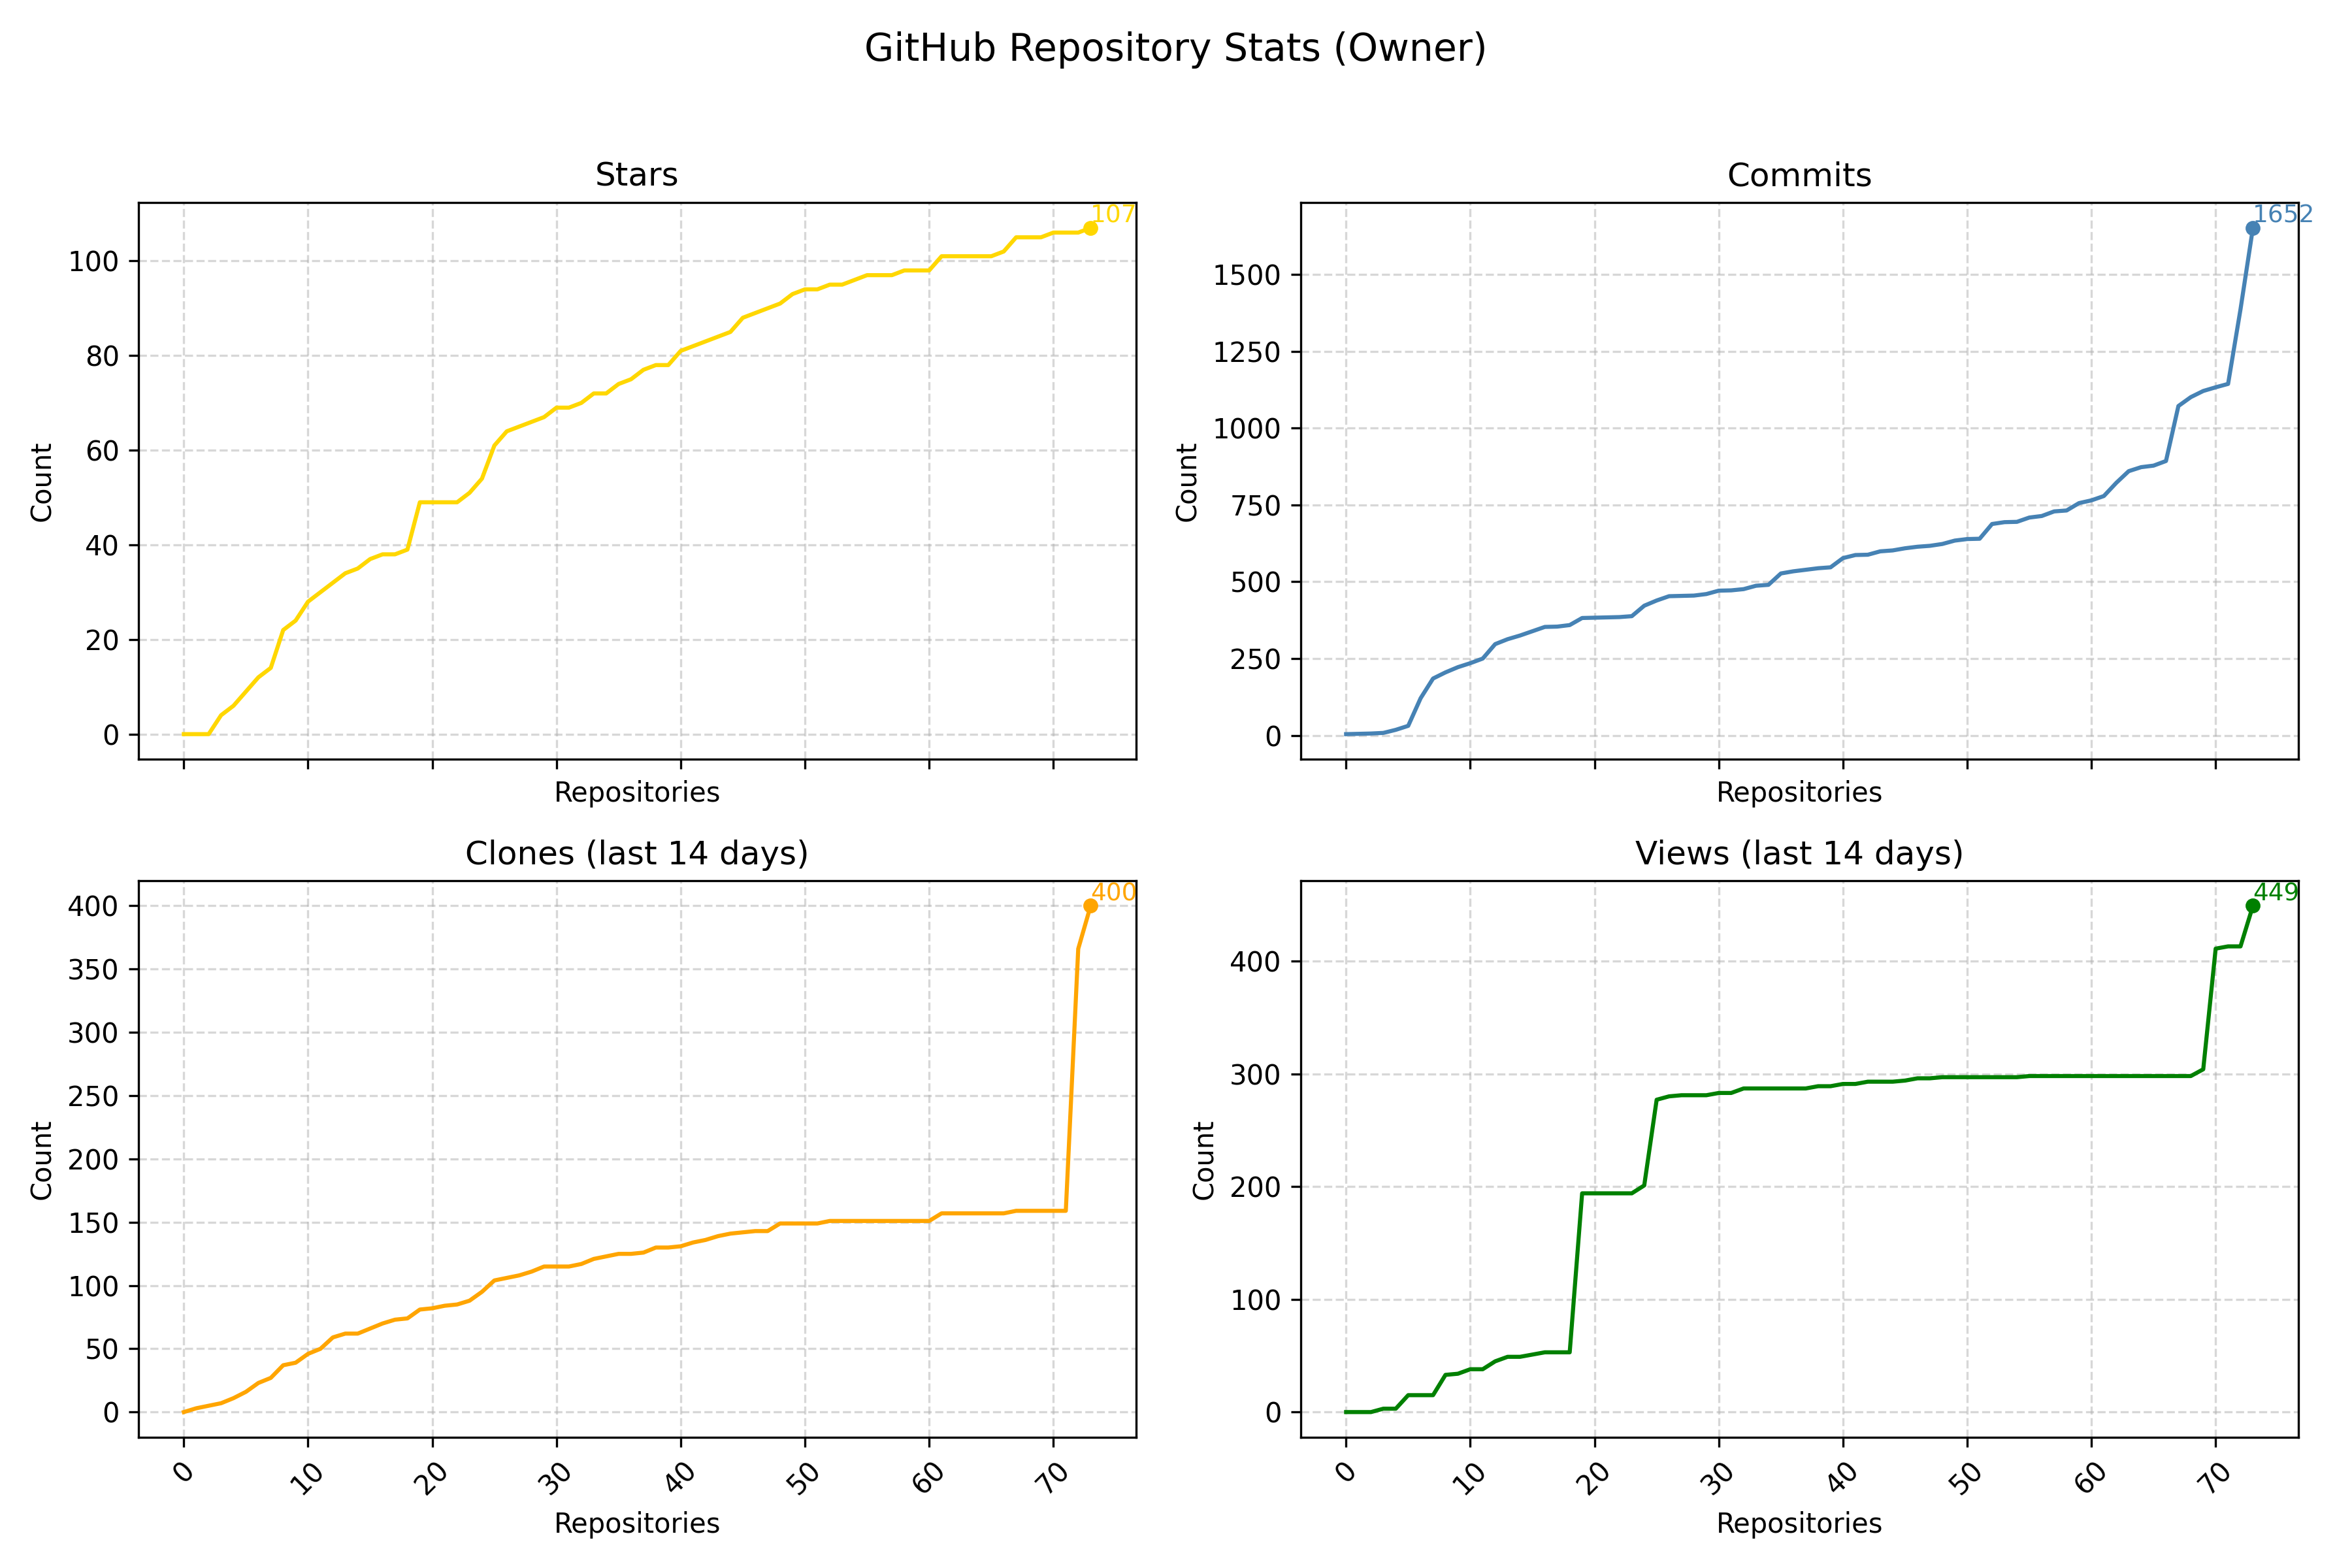 GitHub Repository Stats (Owner)
Stars
107
100
80
60
40
20
0
Count
Repositories
Commits
1652
1500
1250
1000
750
500
250
0
Count
Repositories
Clones (last 14 days)
400
400
350
300
250
200
150
100
50
0
Count
0 10 20 30 40 50 60 70
Repositories
Views (last 14 days)
449
400
300
200
100
0
Count
0 10 20 30 40 50 60 70
Repositories